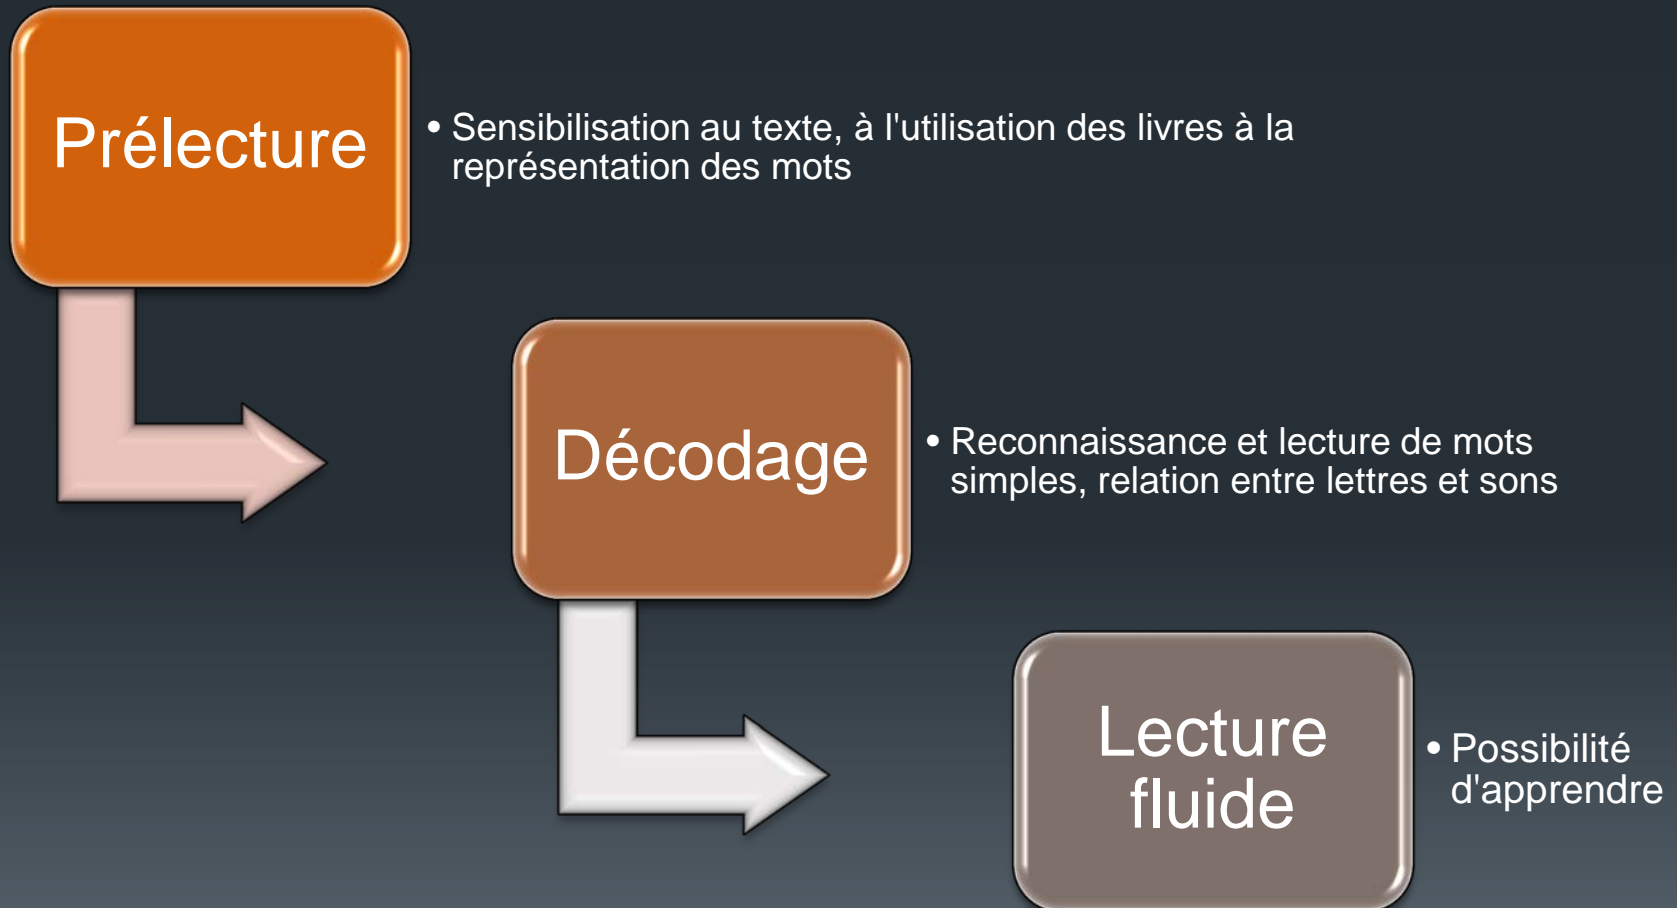 Prélecture
• Sensibilisation au texte, à l'utilisation des livres à la
représentation des mots
Décodage
• Reconnaissance et lecture de mots
simples, relation entre lettres et sons
Lecture
fluide
• Possibilité
d'apprendre